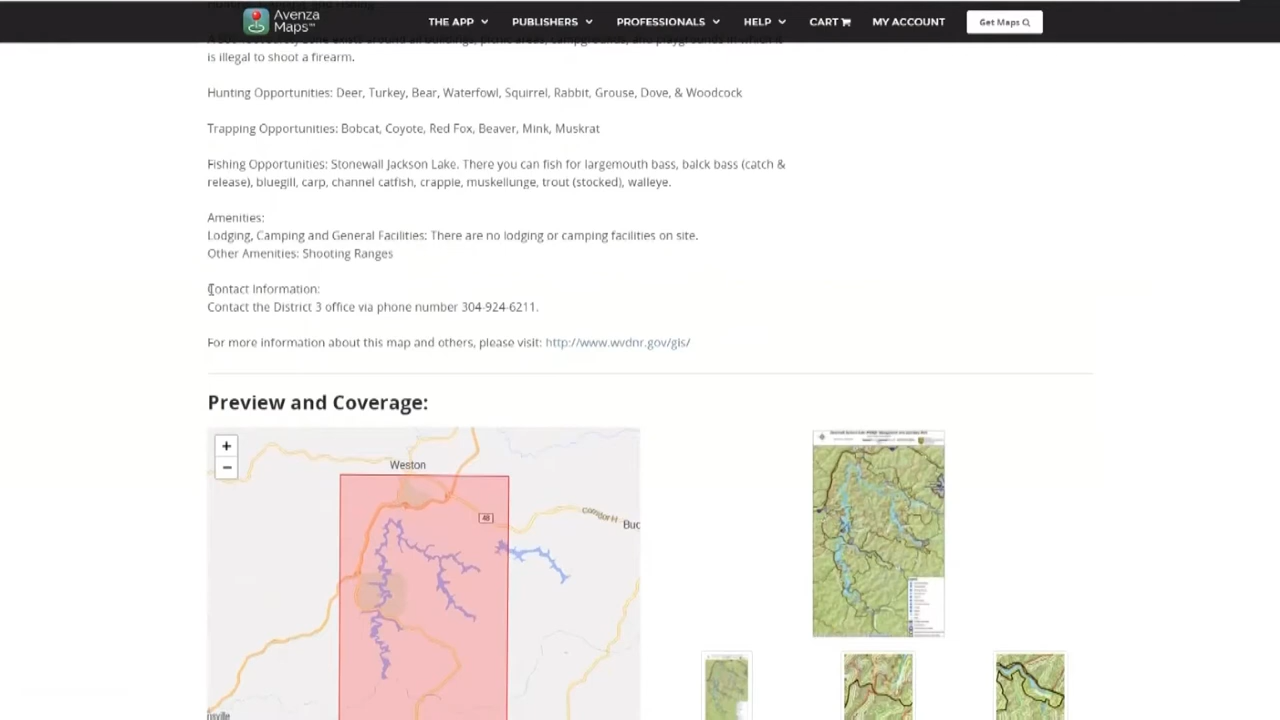 Avenza
Maps™
THE APP
PUBLISHERS
PROFESSIONALS
HELP
CART
MY ACCOUNT
Get Maps
is illegal to shoot a firearm.
Hunting Opportunities: Deer, Turkey, Bear, Waterfowl, Squirrel, Rabbit, Grouse, Dove, & Woodcock
Trapping Opportunities: Bobcat, Coyote, Red Fox, Beaver, Mink, Muskrat
Fishing Opportunities: Stonewall Jackson Lake. There you can fish for largemouth bass, balck bass (catch &
release), bluegill, carp, channel catfish, crappie, muskellunge, trout (stocked), walleye.
Amenities:
Lodging, Camping and General Facilities: There are no lodging or camping facilities on site.
Other Amenities: Shooting Ranges
Contact Information:
Contact the District 3 office via phone number 304-924-6211.
For more information about this map and others, please visit: http://www.wvdnr.gov/gis/
Preview and Coverage:
+
−
Weston
48
Corridor H
Buc
nsville